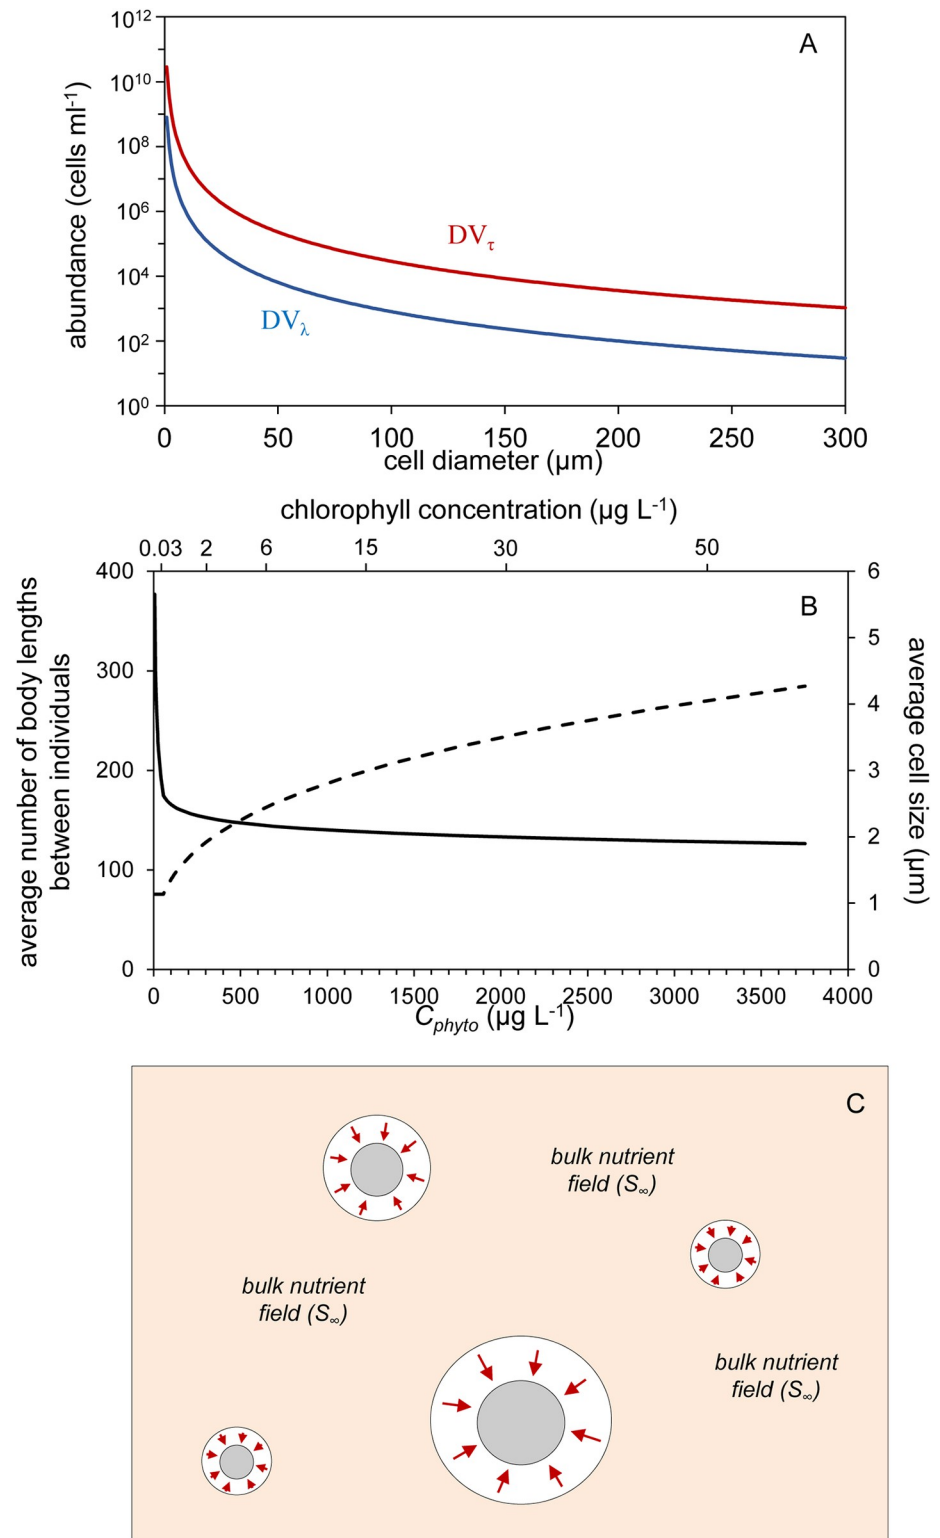 A
abundance (cells ml⁻¹)
10¹²
10¹⁰
10⁸
10⁶
10⁴
10²
10⁰
DVτ
DVλ
0 50 100 150 200 250 300
cell diameter (µm)
chlorophyll concentration (µg L⁻¹)
0.03 2 6 15 30 50
B
average number of body lengths
between individuals
400
300
200
100
0
6
5
4
3
2
1
0
average cell size (µm)
0 500 1000 1500 2000 2500 3000 3500 4000
Cphyto (µg L⁻¹)
C
bulk nutrient
field (S∞)
bulk nutrient
field (S∞)
bulk nutrient
field (S∞)